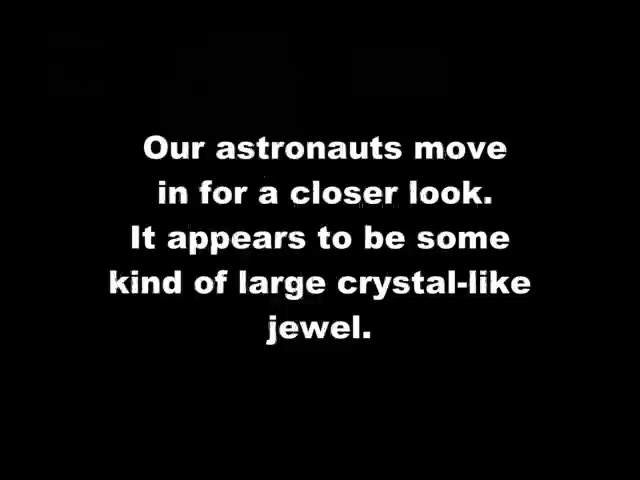 Our astronauts move
in for a closer look.
It appears to be some
kind of large crystal-like
jewel.